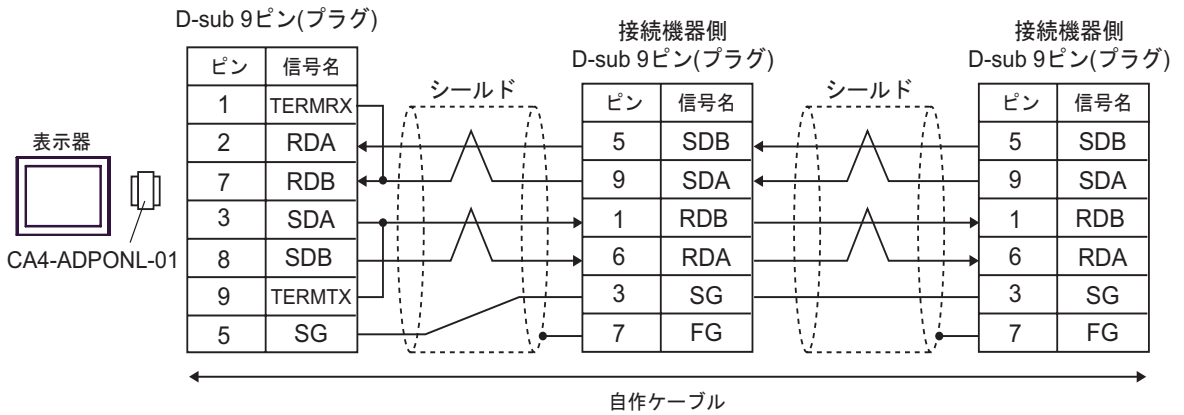 D-sub 9ピン(プラグ)
ピン 信号名
1 TERMRX
2 RDA
7 RDB
3 SDA
8 SDB
9 TERMTX
5 SG
表示器
CA4-ADPONL-01
シールド
接続機器側
D-sub 9ピン(プラグ)
ピン 信号名
5 SDB
9 SDA
1 RDB
6 RDA
3 SG
7 FG
シールド
接続機器側
D-sub 9ピン(プラグ)
ピン 信号名
5 SDB
9 SDA
1 RDB
6 RDA
3 SG
7 FG
自作ケーブル